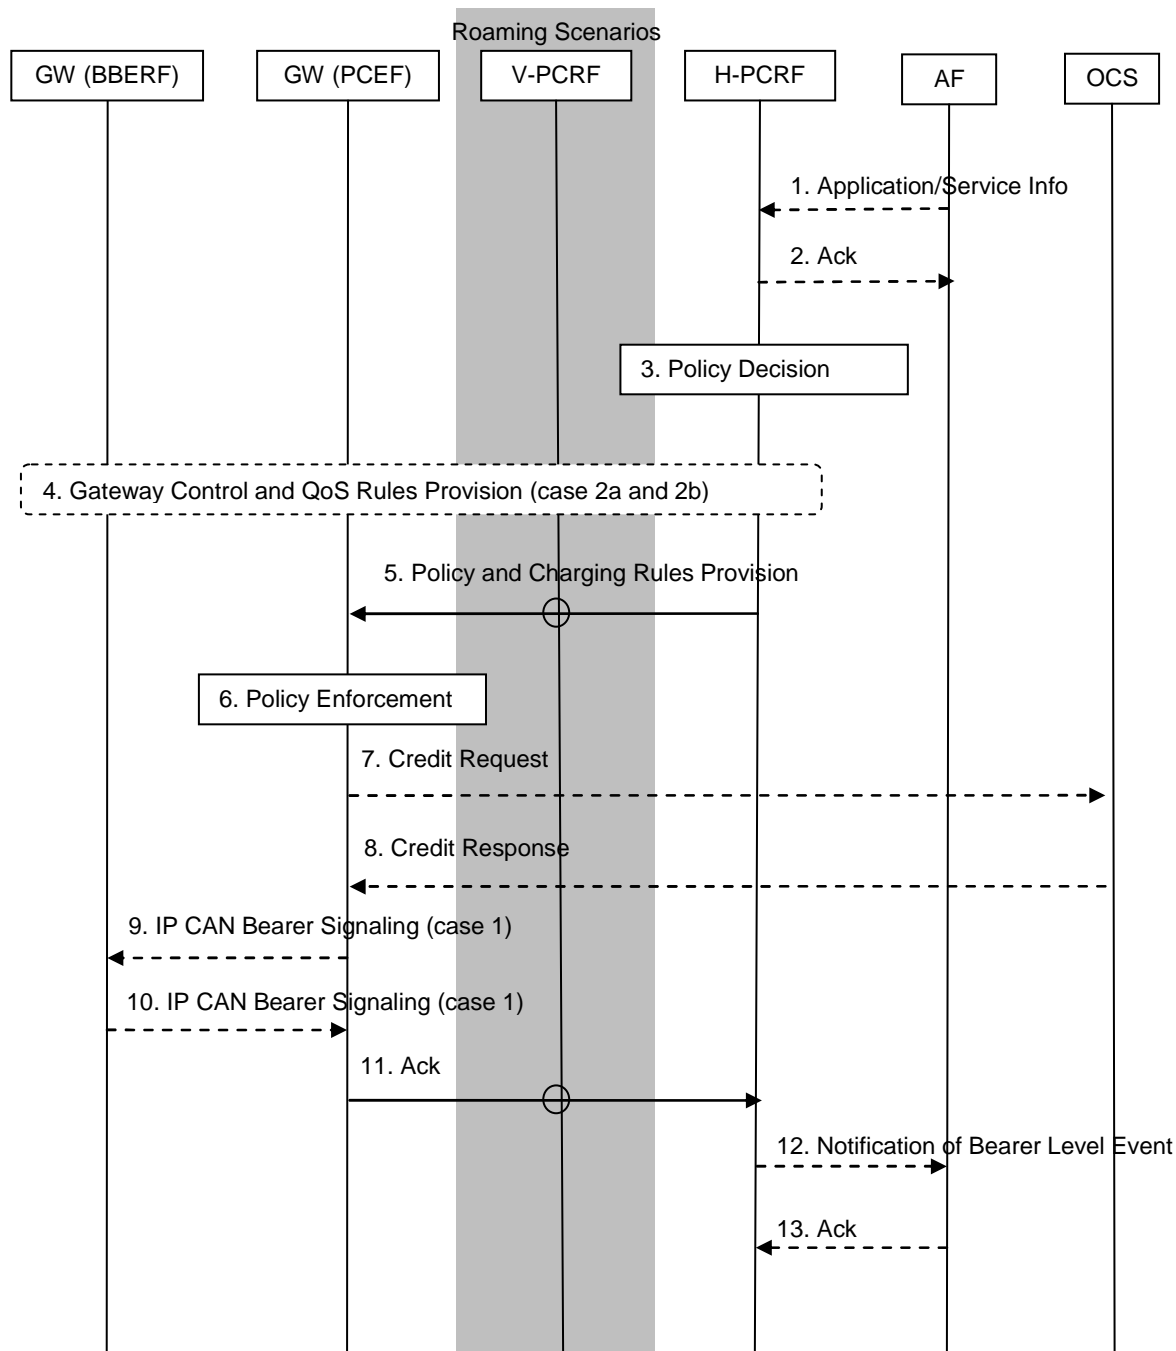 Roaming Scenarios
GW (BBERF)
GW (PCEF)
V-PCRF
H-PCRF
AF
OCS
1. Application/Service Info
2. Ack
3. Policy Decision
4. Gateway Control and QoS Rules Provision (case 2a and 2b)
5. Policy and Charging Rules Provision
6. Policy Enforcement
7. Credit Request
8. Credit Response
9. IP CAN Bearer Signaling (case 1)
10. IP CAN Bearer Signaling (case 1)
11. Ack
12. Notification of Bearer Level Event
13. Ack